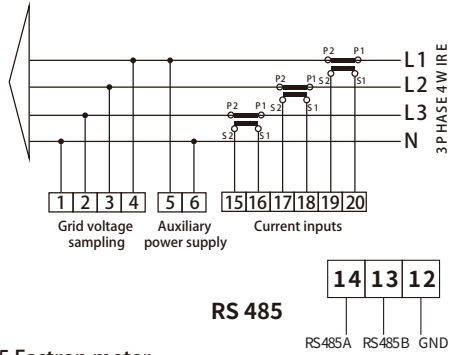 P2 P1
L1
S2 S1
P2 P1
L2
P2 P1 S2 S1
L3
S2 S1
N
3 PHASE 4 WIRE
1 2 3 4 5 6 15 16 17 18 19 20
Grid voltage sampling
Auxiliary power supply
Current inputs
14 13 12
RS 485
RS485A RS485B GND